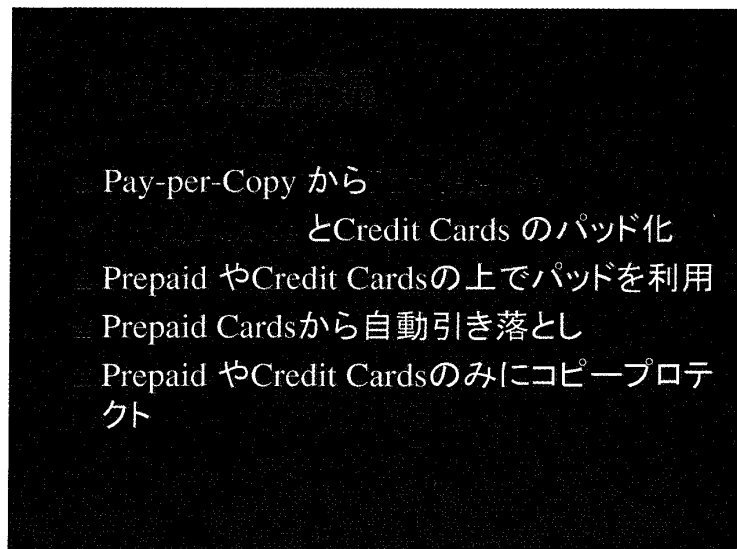 Pay-per-Copy から
とCredit Cards のパッド化
Prepaid やCredit Cardsの上でパッドを利用
Prepaid Cardsから自動引き落とし
Prepaid やCredit Cardsのみにコピープロテ
クト